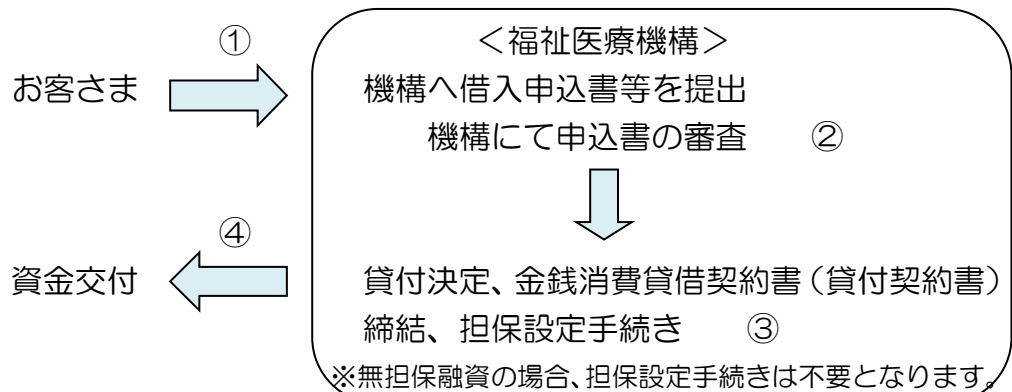 ①
お客さま
＜福祉医療機構＞
機構へ借入申込書等を提出
機構にて申込書の審査 ②
④
資金交付
貸付決定、金銭消費貸借契約書（貸付契約書）
締結、担保設定手続き ③
※無担保融資の場合、担保設定手続きは不要となります。